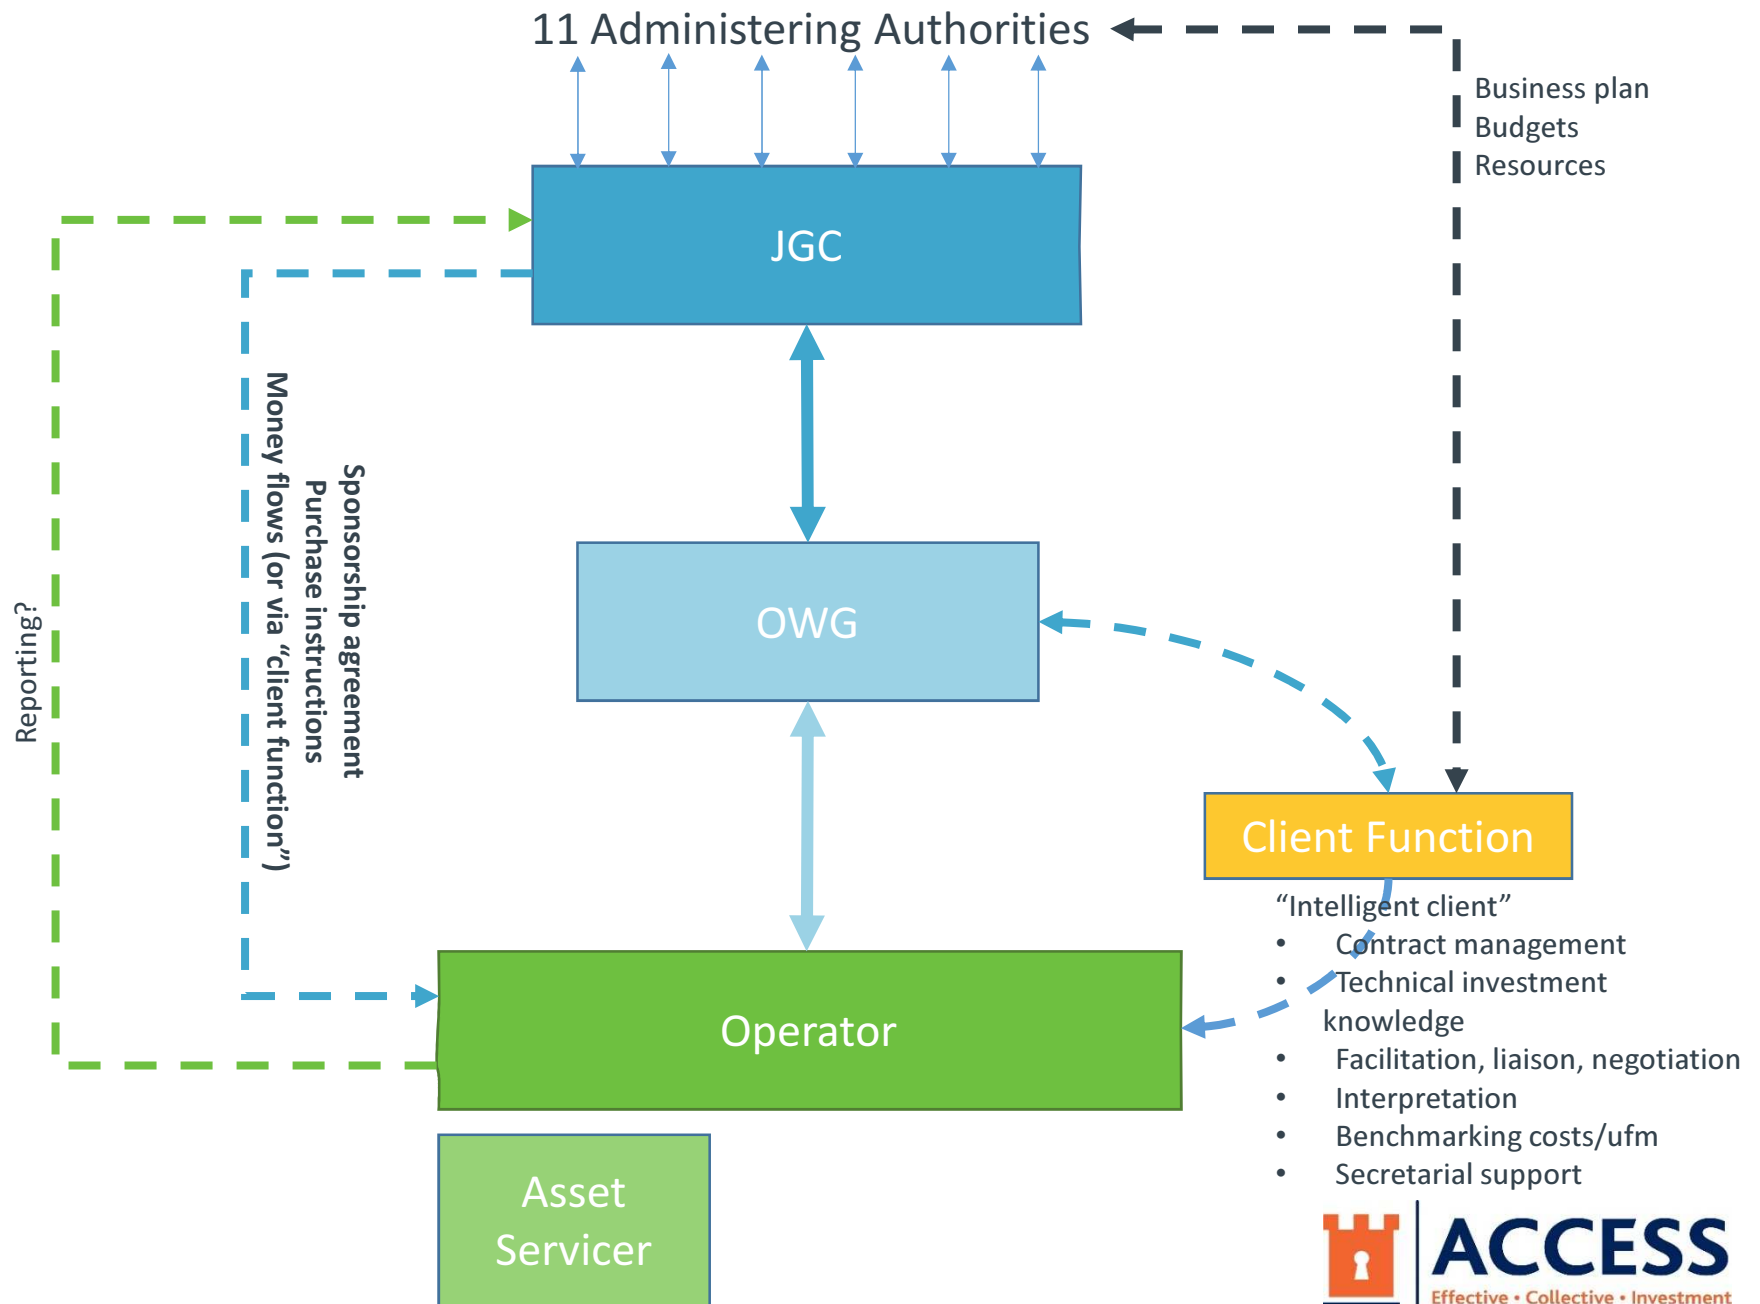 11 Administering Authorities
Business plan
Budgets
Resources
JGC
Sponsorship agreement
Purchase instructions
Money flows (or via “client function”)
Reporting?
OWG
Client Function
“Intelligent client”
• Contract management
• Technical investment
knowledge
• Facilitation, liaison, negotiation
• Interpretation
• Benchmarking costs/ufm
• Secretarial support
Operator
Asset
Servicer
ACCESS
Effective • Collective • Investment